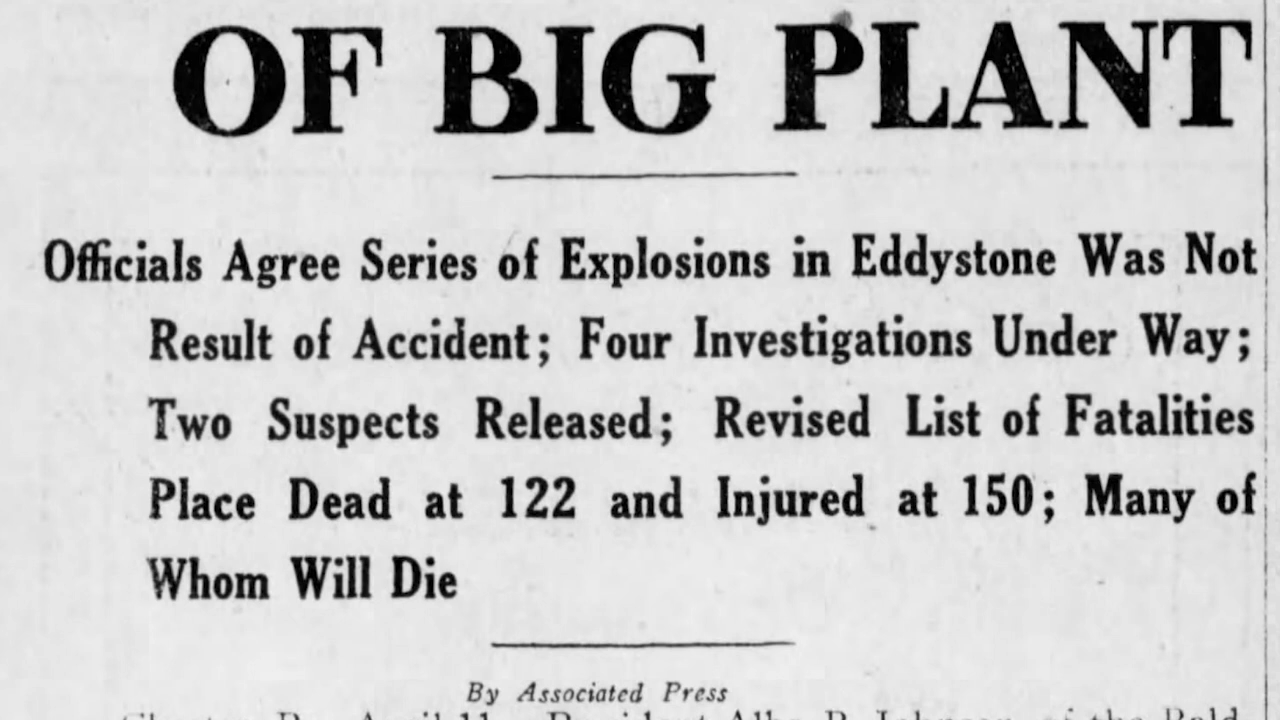 OF BIG PLANT
Officials Agree Series of Explosions in Eddystone Was Not
Result of Accident; Four Investigations Under Way;
Two Suspects Released; Revised List of Fatalities
Place Dead at 122 and Injured at 150; Many of
Whom Will Die
By Associated Press